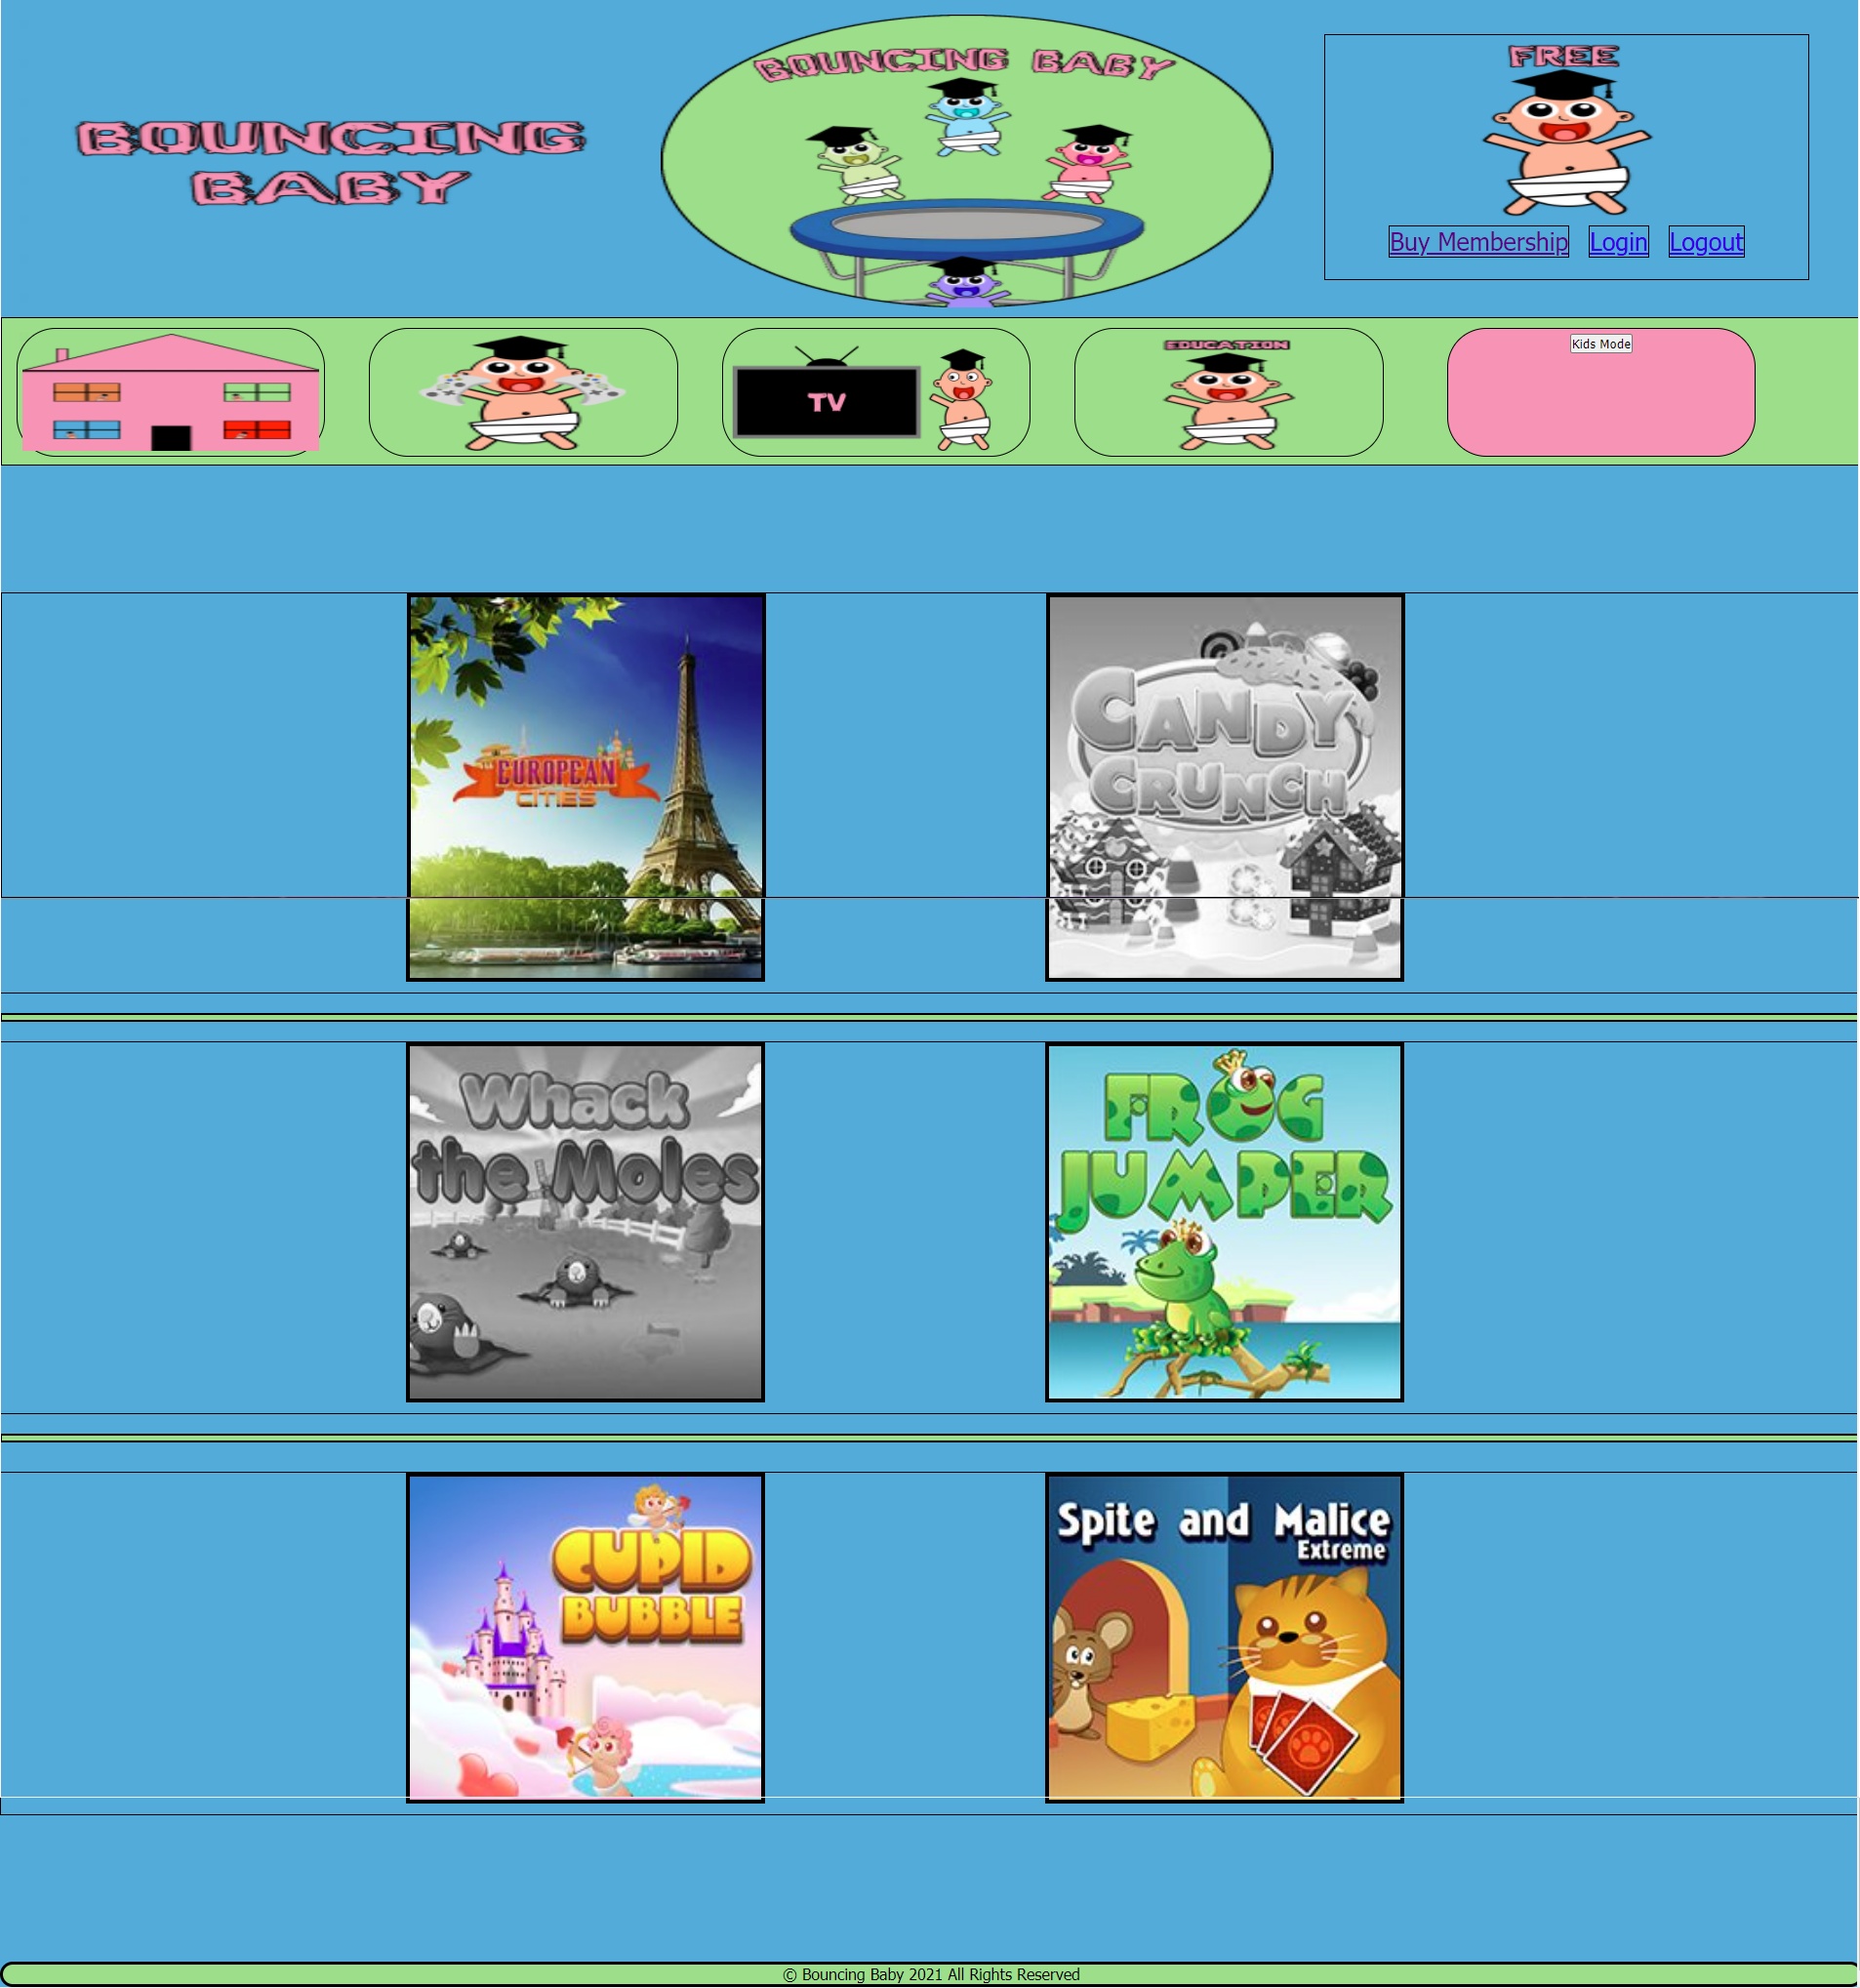 BOUNCING
BABY
BOUNCING BABY
FREE
Buy Membership Login Logout
TV
EDUCATION
Kids Mode
EUROPEAN
CITIES
CANDY
CRUNCH
Whack
the Moles
FROG
JUMPER
CUPID
BUBBLE
Spite and Malice
Extreme
© Bouncing Baby 2021 All Rights Reserved